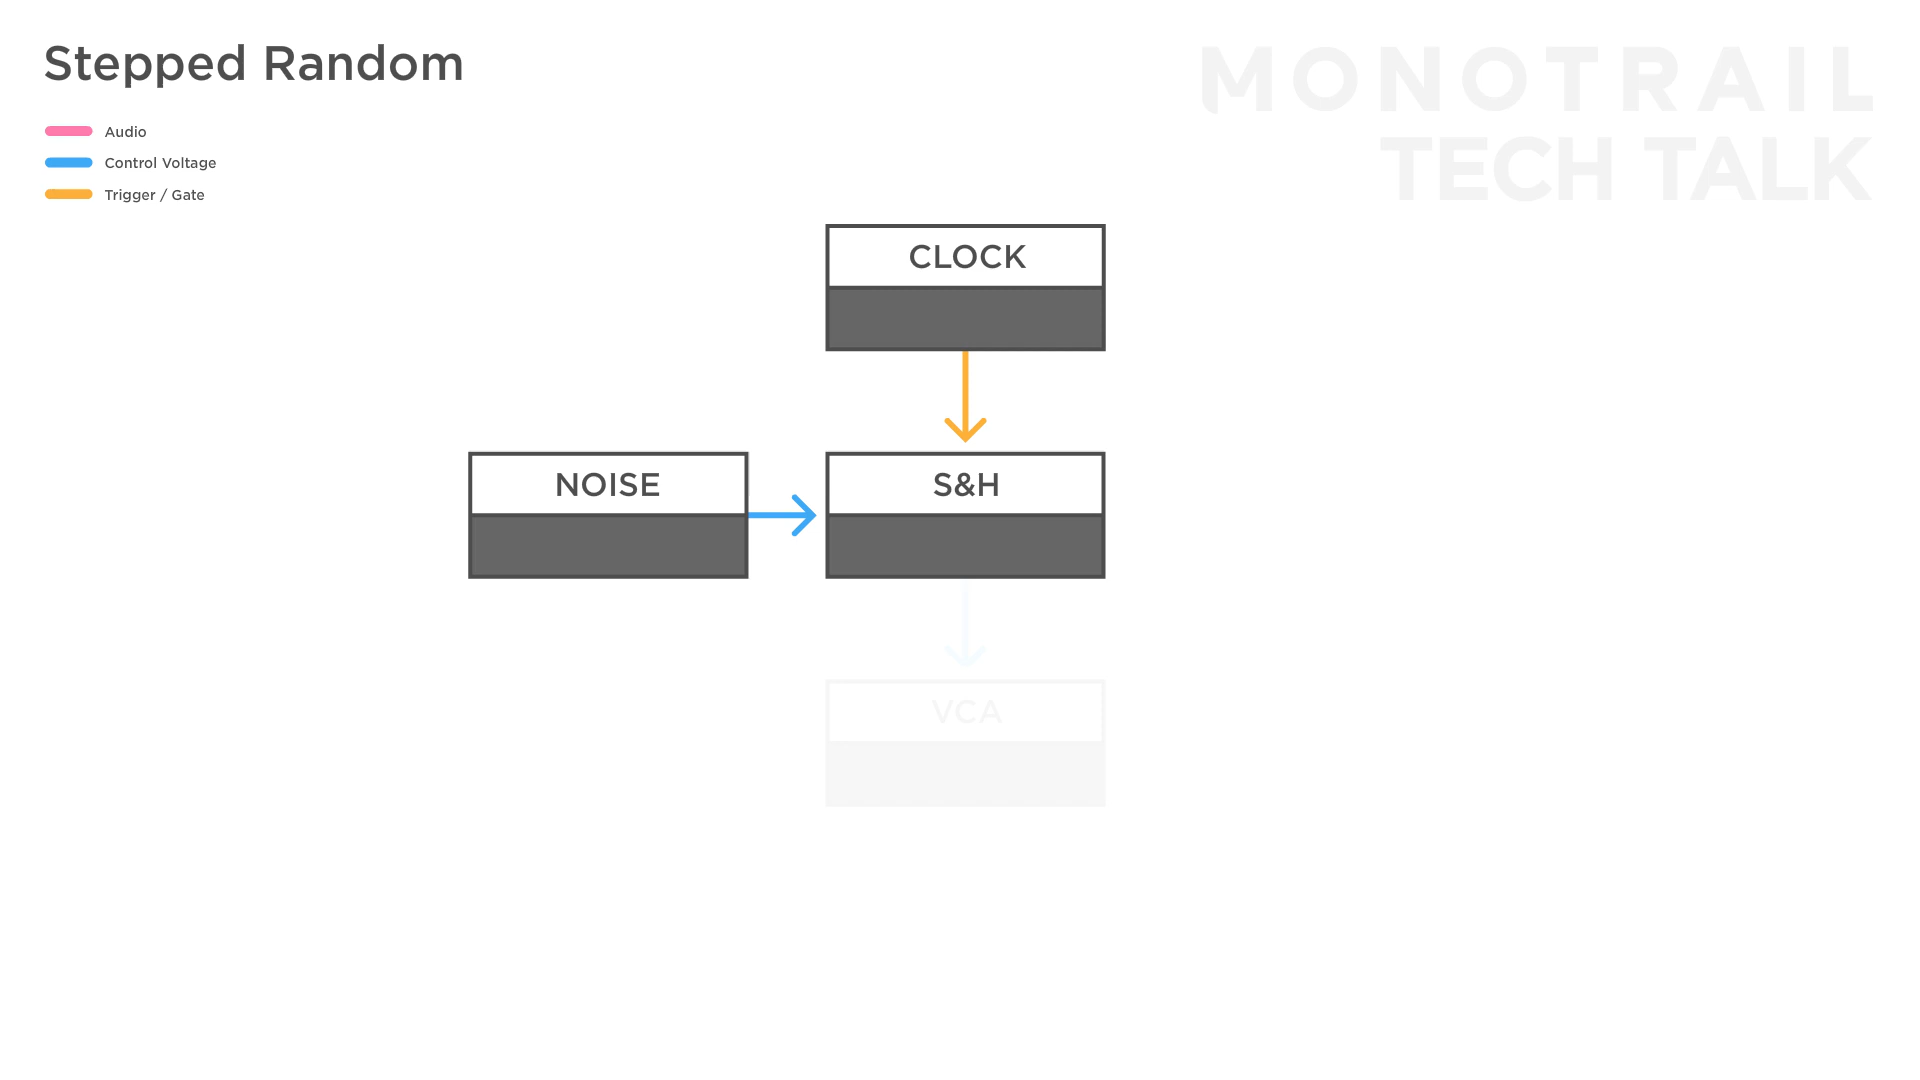 Stepped Random
MONOTRAIL
TECH TALK
Audio
Control Voltage
Trigger / Gate
CLOCK
NOISE
S&H
VCA